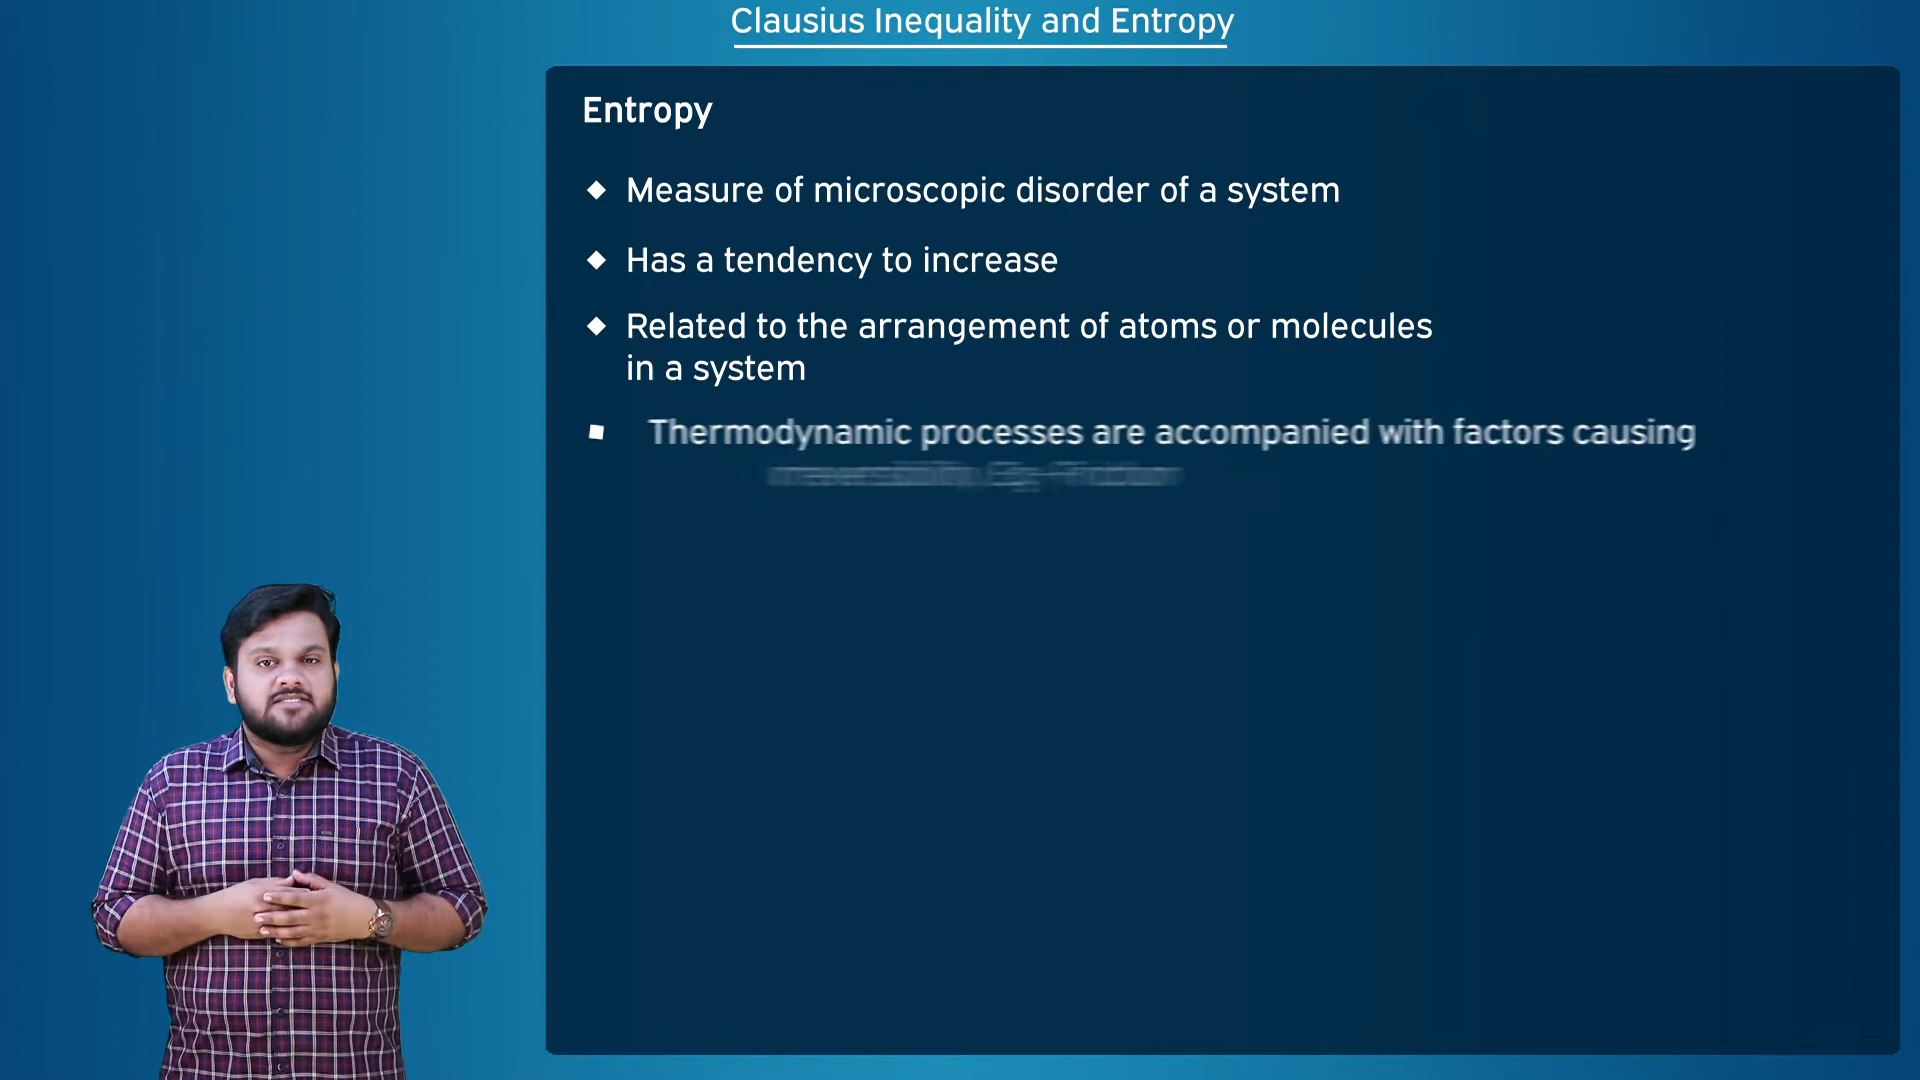 Clausius Inequality and Entropy
Entropy
Measure of microscopic disorder of a system
Has a tendency to increase
Related to the arrangement of atoms or molecules
in a system
Thermodynamic processes are accompanied with factors causing